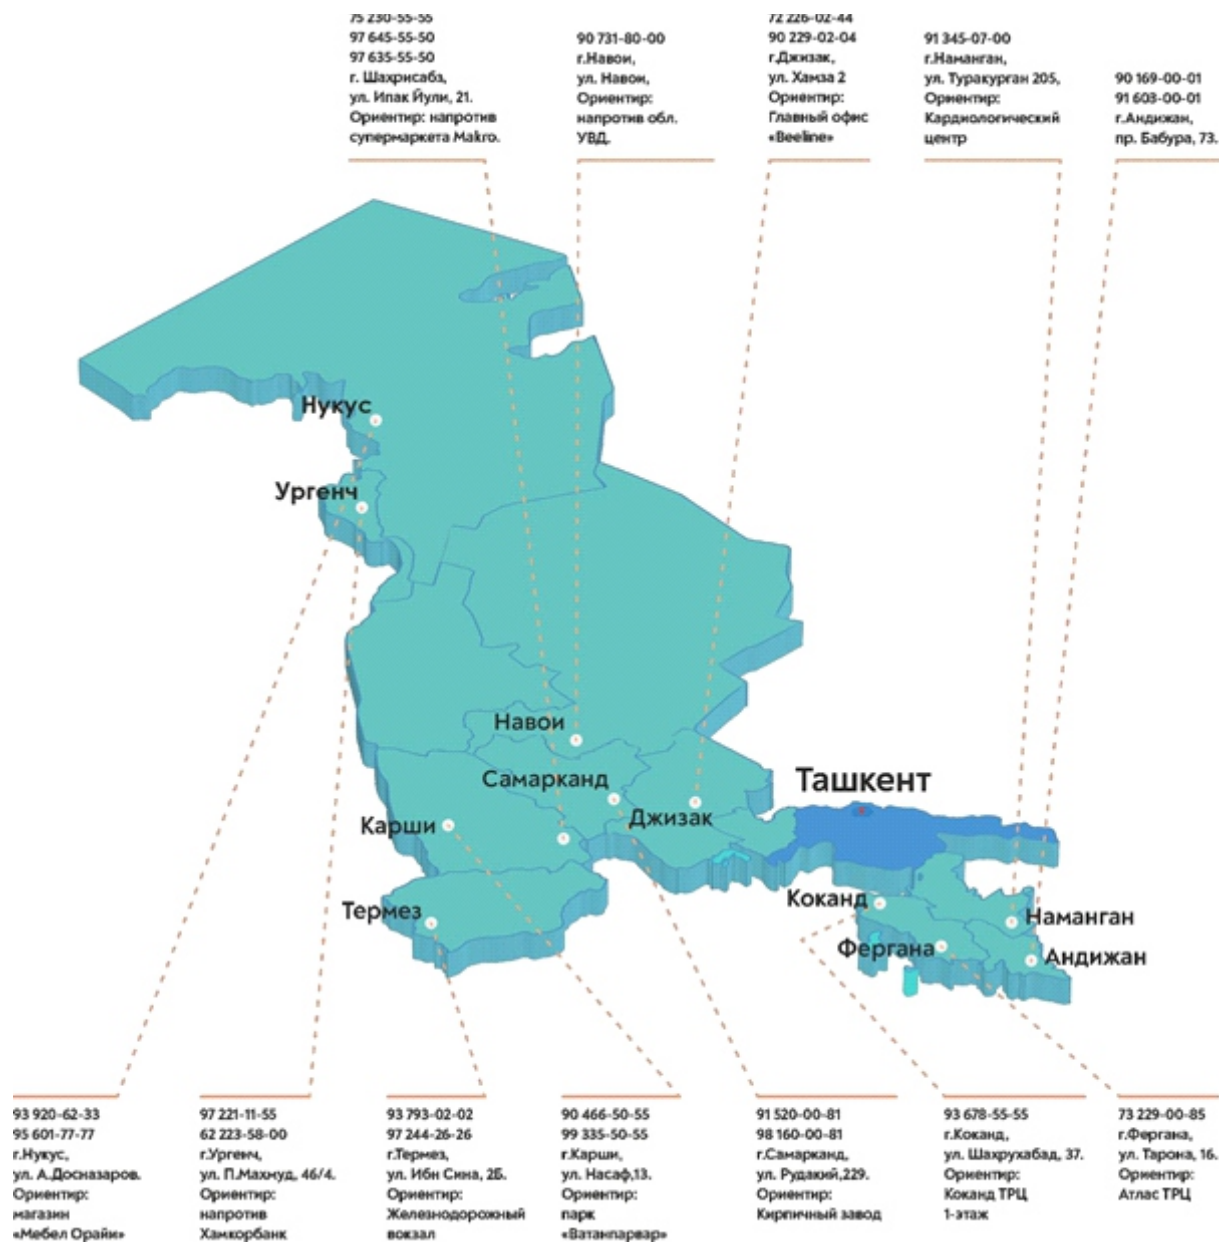 75 230-55-55
97 645-55-50
97 635-55-50
г. Шахрисабз,
ул. Ипак Йули, 21.
Ориентир: напротив
супермаркета Makro.
90 731-80-00
г.Навои,
ул. Навои,
Ориентир:
напротив обл.
УВД.
72 226-02-44
90 229-02-04
г.Джизак,
ул. Хамза 2
Ориентир:
Главный офис
«Beeline»
91 345-07-00
г.Наманган,
ул. Туракурган 205,
Ориентир:
Кардиологический
центр
90 169-00-01
91 603-00-01
г.Андижан,
пр. Бабура, 73.
Нукус
Ургенч
Навои
Самарканд
Ташкент
Джизак
Карши
Термез
Коканд
Наманган
Фергана
Андижан
93 920-62-33
95 601-77-77
г.Нукус,
ул. А.Досназаров.
Ориентир:
магазин
«Мебел Орайи»
97 221-11-55
62 223-58-00
г.Ургенч,
ул. П.Махмуд, 46/4.
Ориентир:
напротив
Хамкорбанк
93 793-02-02
97 244-26-26
г.Термез,
ул. Ибн Сина, 2Б.
Ориентир:
Железнодорожный
вокзал
90 466-50-55
99 335-50-55
г.Карши,
ул. Насаф,13.
Ориентир:
парк
«Ватанпарвар»
91 520-00-81
98 160-00-81
г.Самарканд,
ул. Рудакий,229.
Ориентир:
Кирпичный завод
93 678-55-55
г.Коканд,
ул. Шахрухабад, 37.
Ориентир:
Коканд ТРЦ
1-этаж
73 229-00-85
г.Фергана,
ул. Тарона, 16.
Ориентир:
Атлас ТРЦ